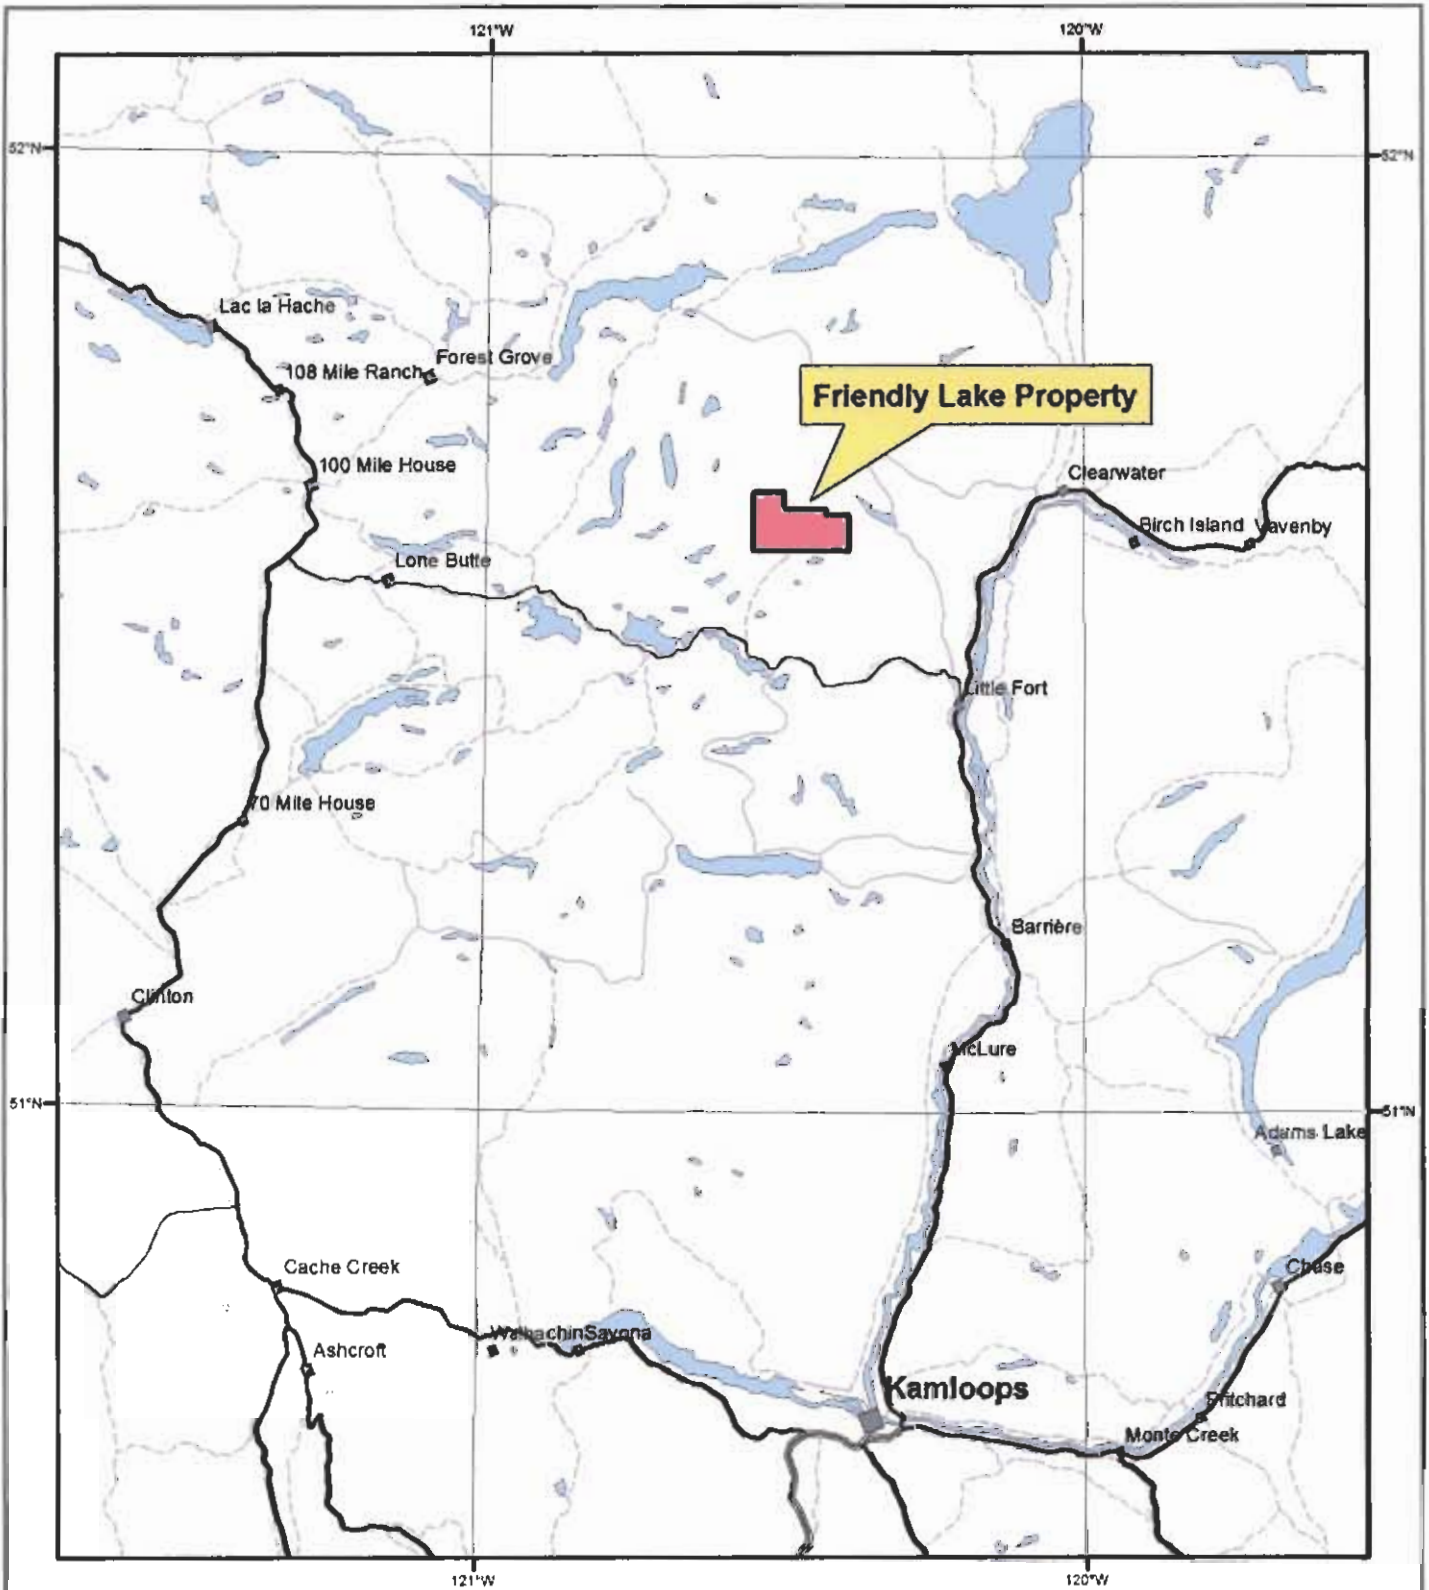 121°W 120°W
52°N 52°N
Lac la Hache
Forest Grove
108 Mile Ranch
Friendly Lake Property
100 Mile House
Clearwater
Birch Island Vavenby
Lone Butte
Little Fort
70 Mile House
Barrière
Clinton
McLure
51°N 51°N
Adams Lake
Cache Creek
Chase
Walhachin Savona
Ashcroft
Kamloops
Pritchard
Monte Creek
121°W 120°W